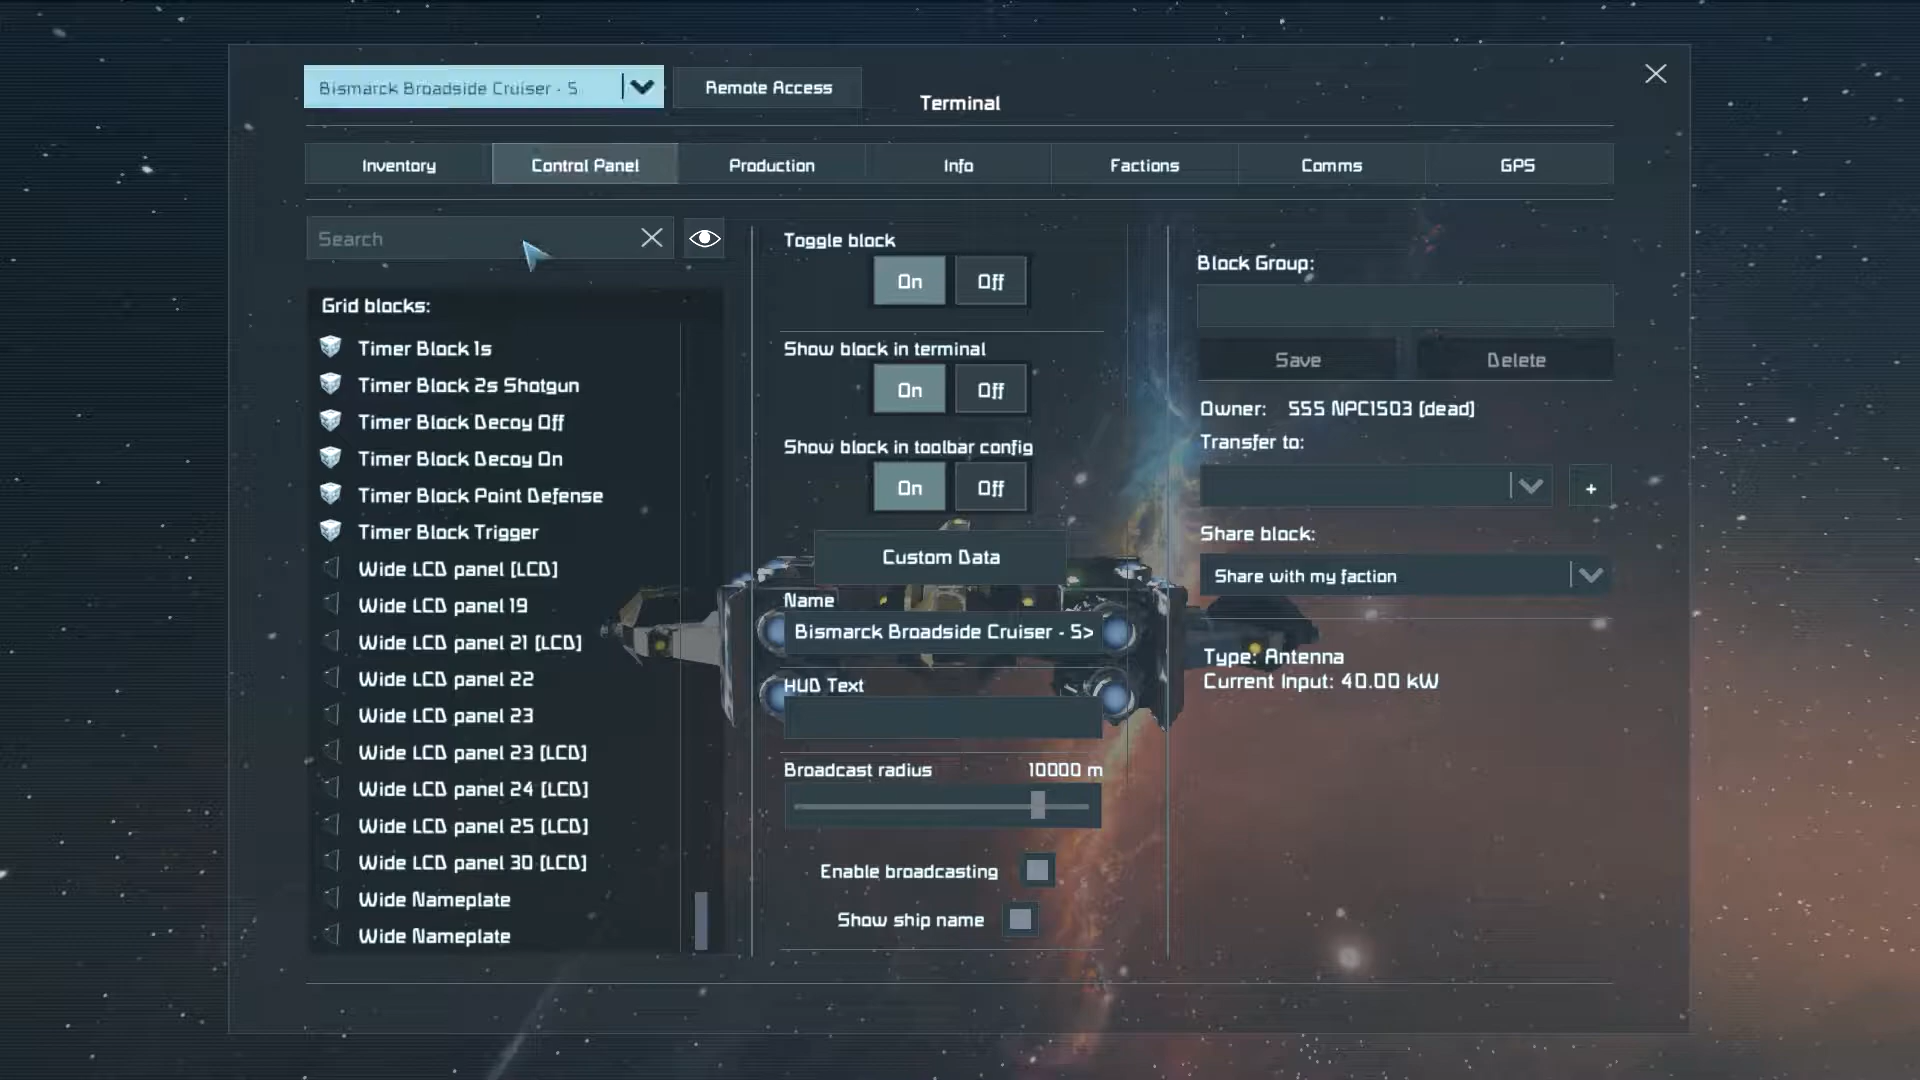 Bismarck Broadside Cruiser - 5
Remote Access
Terminal
Inventory
Control Panel
Production
Info
Factions
Comms
GPS
Search
Grid blocks:
Timer Block 1s
Timer Block 2s Shotgun
Timer Block Decoy Off
Timer Block Decoy On
Timer Block Point Defense
Timer Block Trigger
Wide LCD panel [LCD]
Wide LCD panel 19
Wide LCD panel 21 [LCD]
Wide LCD panel 22
Wide LCD panel 23
Wide LCD panel 23 [LCD]
Wide LCD panel 24 [LCD]
Wide LCD panel 25 [LCD]
Wide LCD panel 30 [LCD]
Wide Nameplate
Wide Nameplate
Toggle block
On Off
Show block in terminal
On Off
Show block in toolbar config
On Off
Custom Data
Name
Bismarck Broadside Cruiser - 5>
HUD Text
Broadcast radius 10000 m
Enable broadcasting
Show ship name
Block Group:
Save Delete
Owner: 555 NPC1503 [dead]
Transfer to:
+
Share block:
Share with my faction
Type: Antenna
Current Input: 40.00 kW